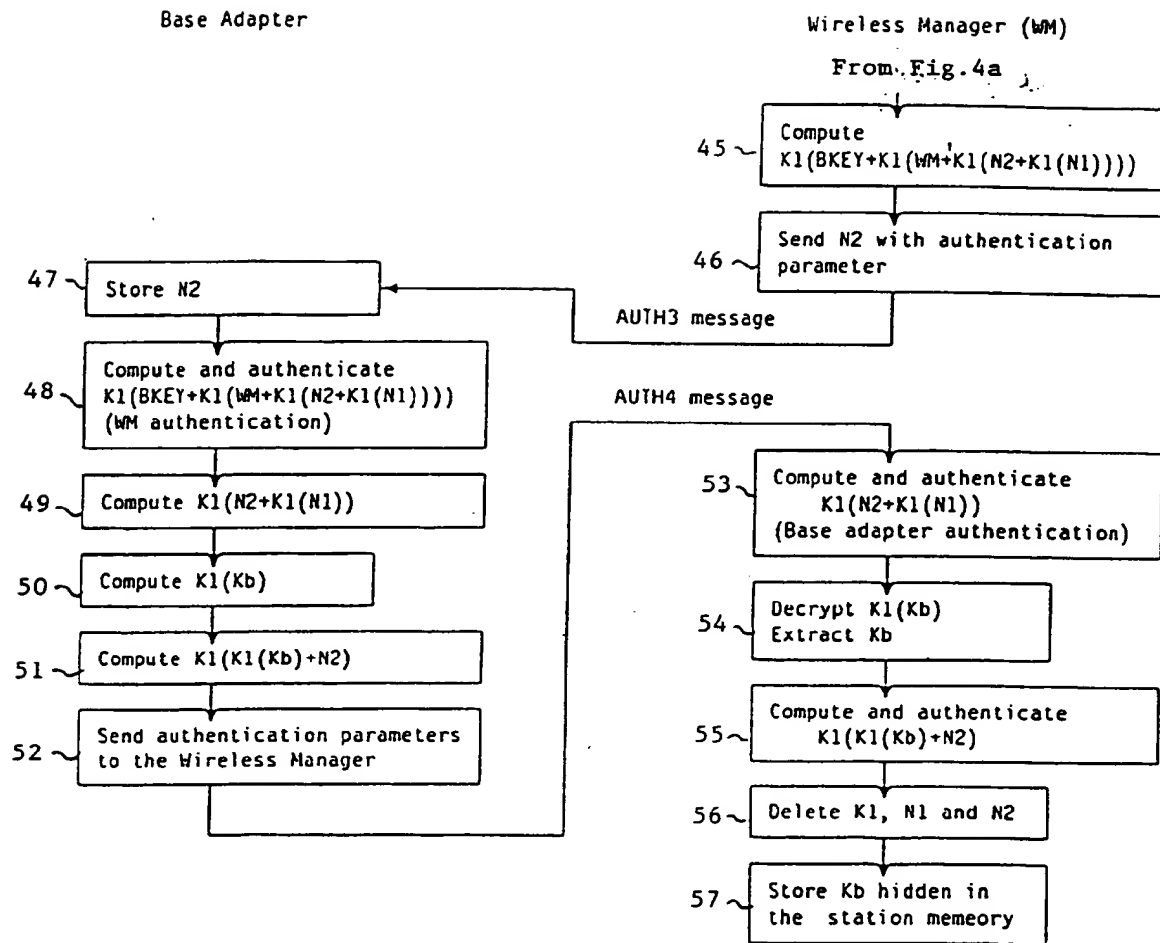 Base Adapter
Wireless Manager (WM)
From Fig.4a
45
Compute
K1(BKEY+K1(WM+K1(N2+K1(N1))))
46
Send N2 with authentication
parameter
AUTH3 message
47
Store N2
48
Compute and authenticate
K1(BKEY+K1(WM+K1(N2+K1(N1))))
(WM authentication)
49
Compute K1(N2+K1(N1))
50
Compute K1(Kb)
51
Compute K1(K1(Kb)+N2)
52
Send authentication parameters
to the Wireless Manager
AUTH4 message
53
Compute and authenticate
K1(N2+K1(N1))
(Base adapter authentication)
54
Decrypt K1(Kb)
Extract Kb
55
Compute and authenticate
K1(K1(Kb)+N2)
56
Delete K1, N1 and N2
57
Store Kb hidden in
the station memeory